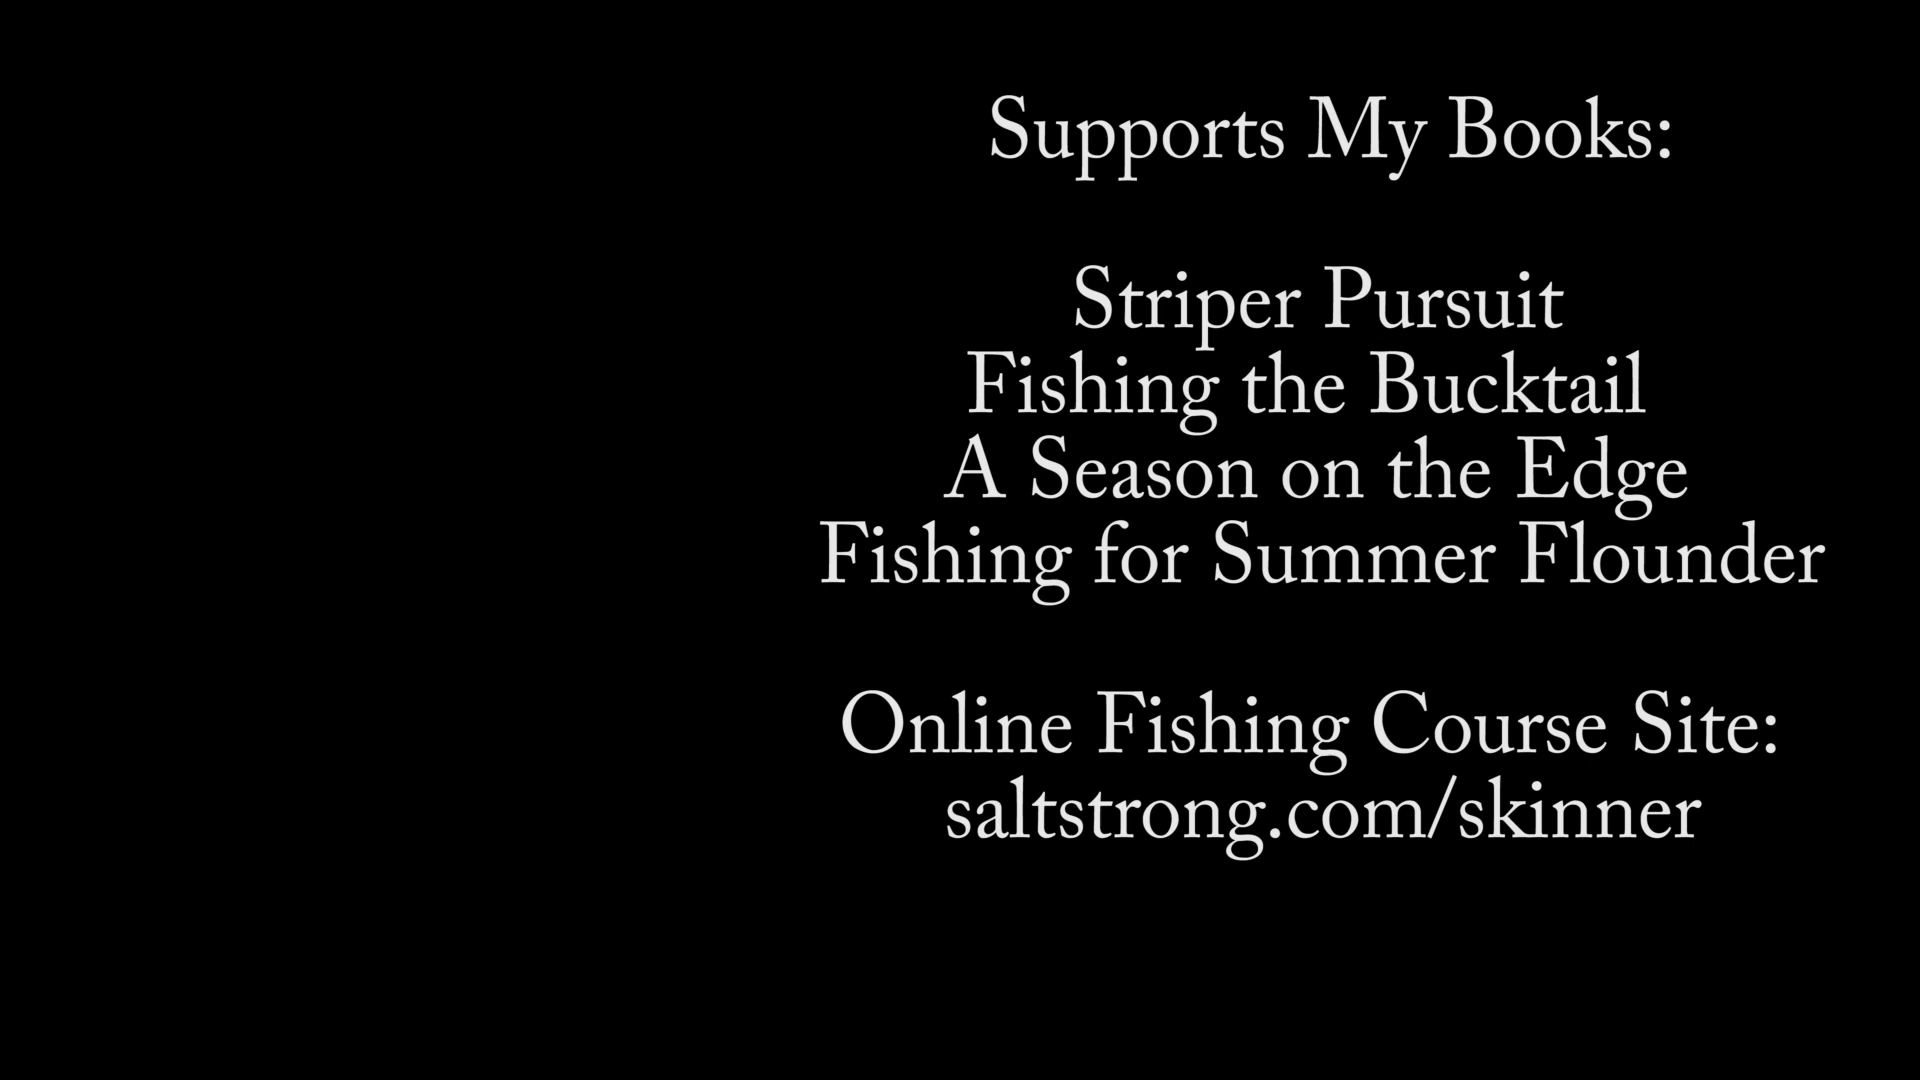 Supports My Books:
Striper Pursuit
Fishing the Bucktail
A Season on the Edge
Fishing for Summer Flounder
Online Fishing Course Site:
saltstrong.com/skinner